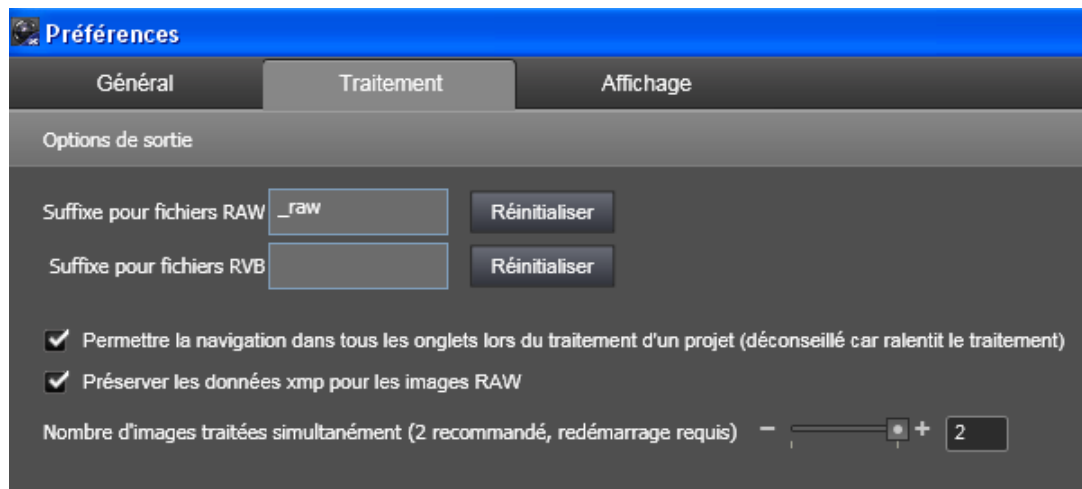 Préférences
Général Traitement Affichage
Options de sortie
Suffixe pour fichiers RAW _raw Réinitialiser
Suffixe pour fichiers RVB Réinitialiser
Permettre la navigation dans tous les onglets lors du traitement d'un projet (déconseillé car ralentit le traitement)
Préserver les données xmp pour les images RAW
Nombre d'images traitées simultanément (2 recommandé, redémarrage requis) − + 2